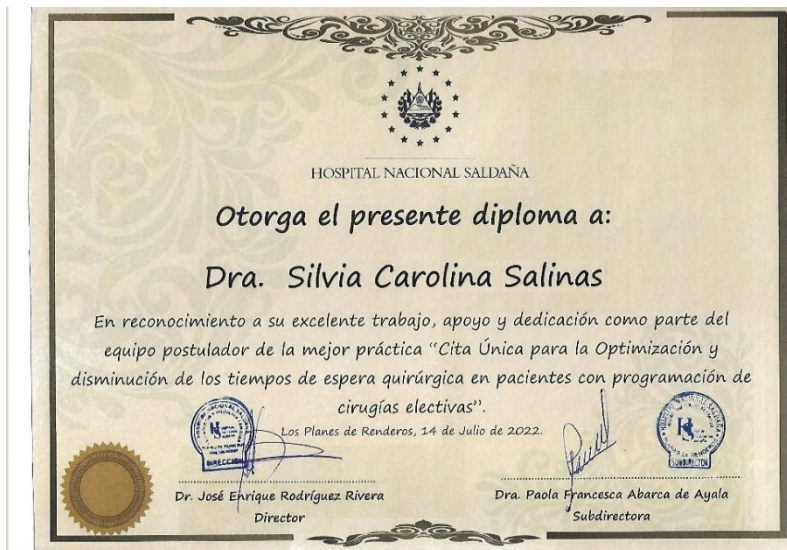 HOSPITAL NACIONAL SALDAÑA
Otorga el presente diploma a:
Dra. Silvia Carolina Salinas
En reconocimiento a su excelente trabajo, apoyo y dedicación como parte del
equipo postulador de la mejor práctica “Cita Única para la Optimización y
disminución de los tiempos de espera quirúrgica en pacientes con programación de
cirugías electivas”.
Los Planes de Renderos, 14 de Julio de 2022.
DIRECCION
SUBDIRECCION
Dr. José Enrique Rodríguez Rivera
Director
Dra. Paola Francesca Abarca de Ayala
Subdirectora